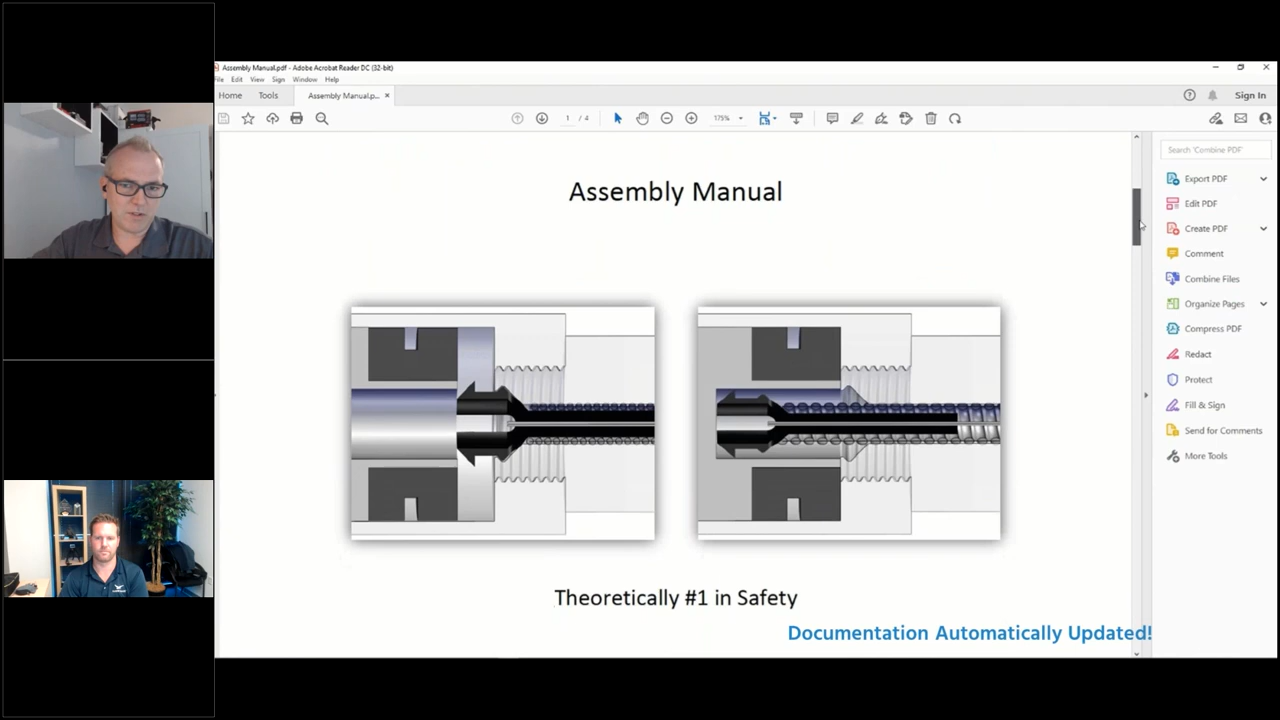 Assembly Manual.pdf - Adobe Acrobat Reader DC (32-bit)
File Edit View Sign Window Help
Home Tools Assembly Manual.p... × Sign In
1 / 4 175%
Search 'Combine PDF'
Export PDF
Edit PDF
Create PDF
Comment
Combine Files
Organize Pages
Compress PDF
Redact
Protect
Fill & Sign
Send for Comments
More Tools
Assembly Manual
Theoretically #1 in Safety
Documentation Automatically Updated!